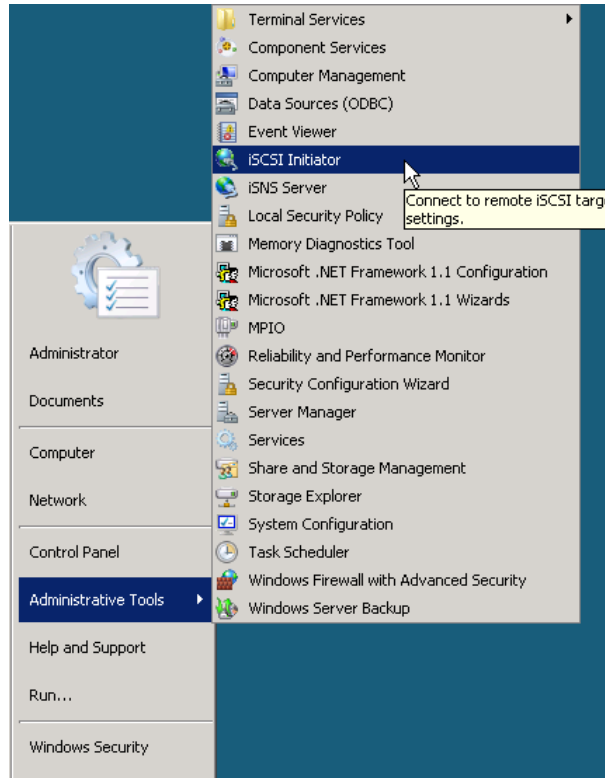 Terminal Services
Component Services
Computer Management
Data Sources (ODBC)
Event Viewer
iSCSI Initiator
iSNS Server
Connect to remote iSCSI targ
settings.
Local Security Policy
Memory Diagnostics Tool
Microsoft .NET Framework 1.1 Configuration
Microsoft .NET Framework 1.1 Wizards
MPIO
Reliability and Performance Monitor
Security Configuration Wizard
Server Manager
Services
Share and Storage Management
Storage Explorer
System Configuration
Task Scheduler
Windows Firewall with Advanced Security
Windows Server Backup
Administrator
Documents
Computer
Network
Control Panel
Administrative Tools
Help and Support
Run...
Windows Security